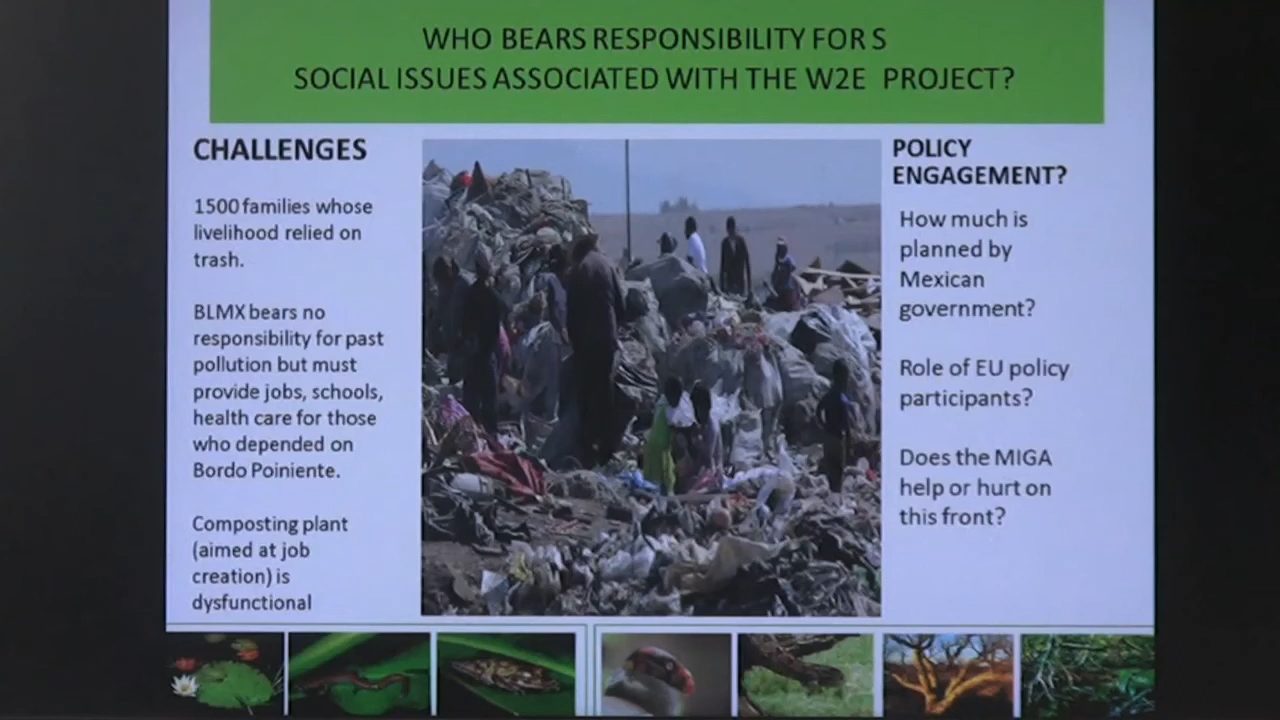 WHO BEARS RESPONSIBILITY FOR S
SOCIAL ISSUES ASSOCIATED WITH THE W2E PROJECT?
CHALLENGES
1500 families whose
livelihood relied on
trash.
BLMX bears no
responsibility for past
pollution but must
provide jobs, schools,
health care for those
who depended on
Bordo Poiniente.
Composting plant
(aimed at job
creation) is
dysfunctional
POLICY
ENGAGEMENT?
How much is
planned by
Mexican
government?
Role of EU policy
participants?
Does the MIGA
help or hurt on
this front?